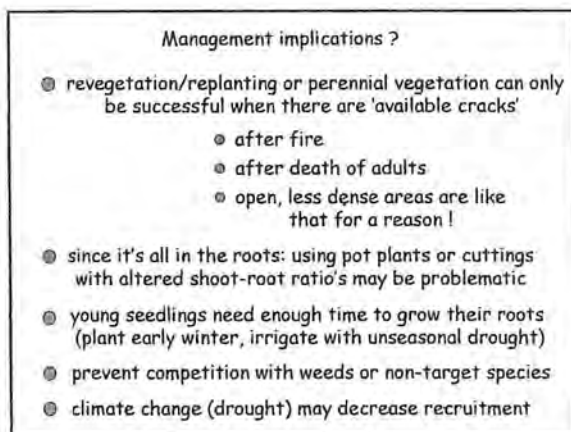 Management implications ?
revegetation/replanting or perennial vegetation can only
be successful when there are 'available cracks'
after fire
after death of adults
open, less dense areas are like
that for a reason !
since it's all in the roots: using pot plants or cuttings
with altered shoot-root ratio's may be problematic
young seedlings need enough time to grow their roots
(plant early winter, irrigate with unseasonal drought)
prevent competition with weeds or non-target species
climate change (drought) may decrease recruitment